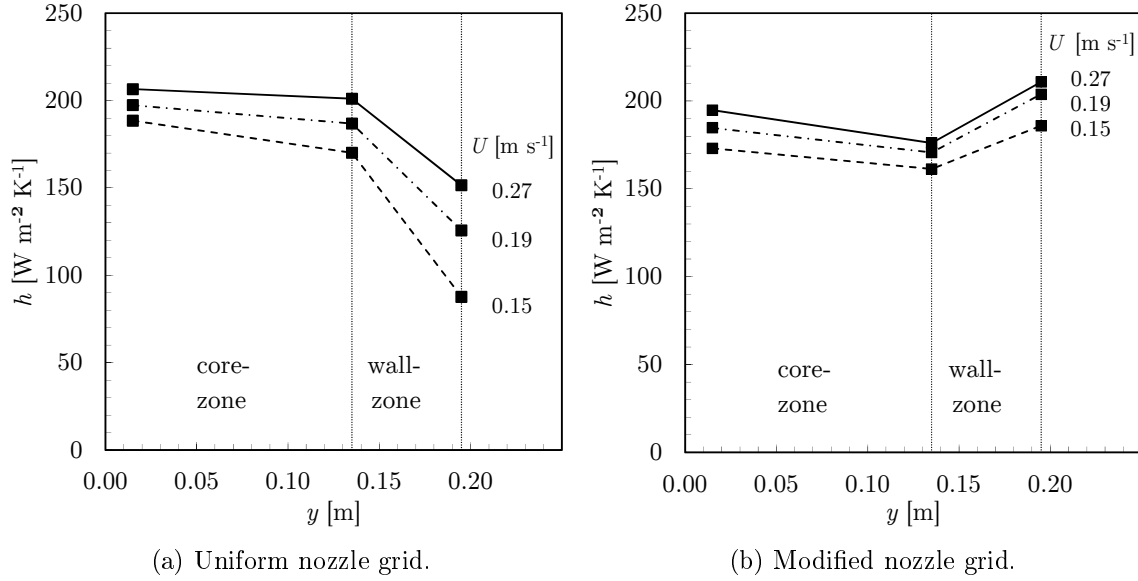 250
200
150
100
50
0
h [W m⁻² K⁻¹]
U [m s⁻¹]
0.27
0.19
0.15
core-
zone
wall-
zone
0.00 0.05 0.10 0.15 0.20
y [m]
(a) Uniform nozzle grid.
250
200
150
100
50
0
h [W m⁻² K⁻¹]
U [m s⁻¹]
0.27
0.19
0.15
core-
zone
wall-
zone
0.00 0.05 0.10 0.15 0.20
y [m]
(b) Modified nozzle grid.